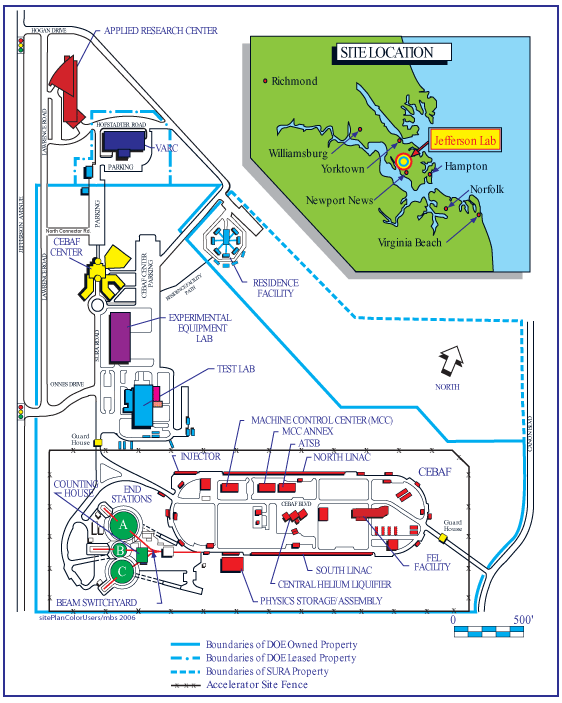 HOGAN DRIVE
APPLIED RESEARCH CENTER
SITE LOCATION
Richmond
Jefferson Lab
Williamsburg
Yorktown
Hampton
Newport News
Norfolk
Virginia Beach
LAWRENCE ROAD
HOFSTADTER ROAD
VARC
PARKING
PARKING
JEFFERSON AVENUE
North Connector Rd.
CEBAF
CENTER
CEBAF CENTER
PARKING
RESIDENCE FACILITY
PATH
RESIDENCE
FACILITY
LAWRENCE ROAD
EXPERIMENTAL
EQUIPMENT
LAB
SURA ROAD
NORTH
TEST LAB
ONNES DRIVE
CANON BLVD
Guard
House
MACHINE CONTROL CENTER (MCC)
MCC ANNEX
ATSB
INJECTOR
NORTH LINAC
CEBAF
COUNTING
HOUSE
END
STATIONS
CEBAF BLVD
A
B
C
Guard
House
FEL
FACILITY
SOUTH LINAC
CENTRAL HELIUM LIQUIFIER
BEAM SWITCHYARD
PHYSICS STORAGE/ASSEMBLY
sitePlanColorUsers/mbs 2006
0 500'
Boundaries of DOE Owned Property
Boundaries of DOE Leased Property
Boundaries of SURA Property
Accelerator Site Fence